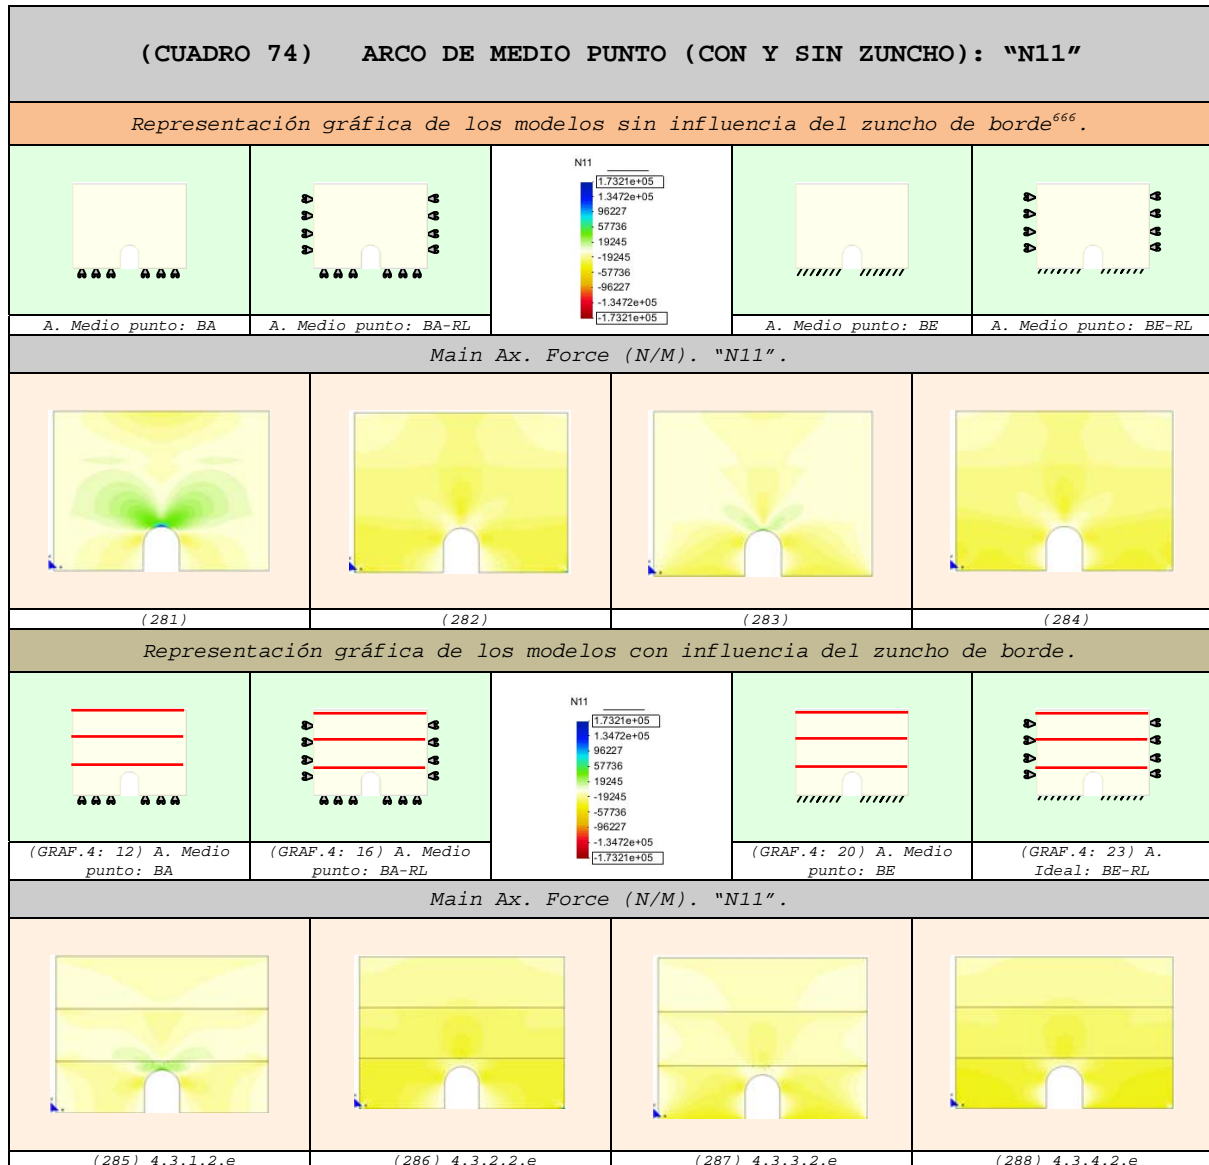 (CUADRO 74) ARCO DE MEDIO PUNTO (CON Y SIN ZUNCHO): “N11”
Representación gráfica de los modelos sin influencia del zuncho de borde666.
N11
1.7321e+05
1.3472e+05
96227
57736
19245
-19245
-57736
-96227
-1.3472e+05
-1.7321e+05
A. Medio punto: BA
A. Medio punto: BA-RL
A. Medio punto: BE
A. Medio punto: BE-RL
Main Ax. Force (N/M). “N11”.
(281)
(282)
(283)
(284)
Representación gráfica de los modelos con influencia del zuncho de borde.
N11
1.7321e+05
1.3472e+05
96227
57736
19245
-19245
-57736
-96227
-1.3472e+05
-1.7321e+05
(GRAF.4: 12) A. Medio
punto: BA
(GRAF.4: 16) A. Medio
punto: BA-RL
(GRAF.4: 20) A. Medio
punto: BE
(GRAF.4: 23) A.
Ideal: BE-RL
Main Ax. Force (N/M). “N11”.
(285) 4.3.1.2.e
(286) 4.3.2.2.e
(287) 4.3.3.2.e
(288) 4.3.4.2.e